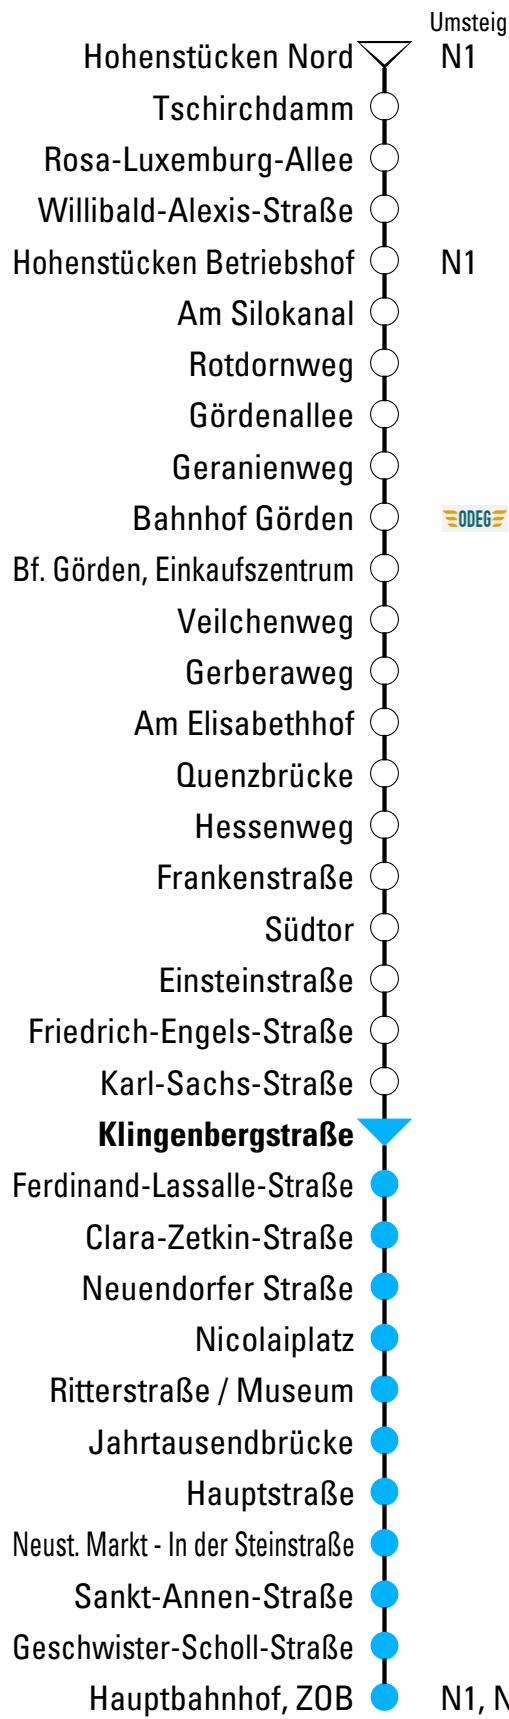 Umsteig
Hohenstücken Nord N1
Tschirchdamm
Rosa-Luxemburg-Allee
Willibald-Alexis-Straße
Hohenstücken Betriebshof N1
Am Silokanal
Rotdornweg
Gördenallee
Geranienweg
Bahnhof Görden ODEG
Bf. Görden, Einkaufszentrum
Veilchenweg
Gerberaweg
Am Elisabethhof
Quenzbrücke
Hessenweg
Frankenstraße
Südtor
Einsteinstraße
Friedrich-Engels-Straße
Karl-Sachs-Straße
Klingenbergstraße
Ferdinand-Lassalle-Straße
Clara-Zetkin-Straße
Neuendorfer Straße
Nicolaiplatz
Ritterstraße / Museum
Jahrtausendbrücke
Hauptstraße
Neust. Markt - In der Steinstraße
Sankt-Annen-Straße
Geschwister-Scholl-Straße
Hauptbahnhof, ZOB N1, N